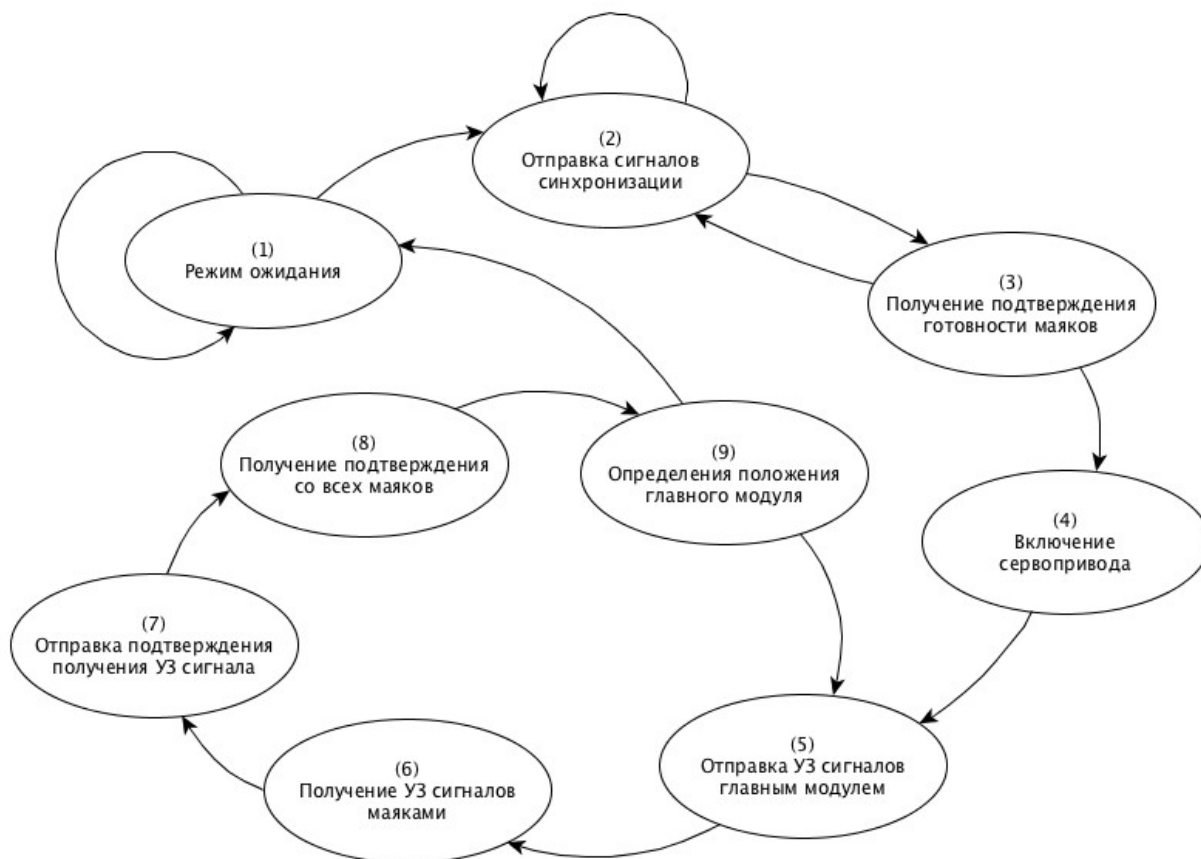 (1)
Режим ожидания
(2)
Отправка сигналов
синхронизации
(3)
Получение подтверждения
готовности маяков
(4)
Включение
сервопривода
(5)
Отправка УЗ сигналов
главным модулем
(6)
Получение УЗ сигналов
маяками
(7)
Отправка подтверждения
получения УЗ сигнала
(8)
Получение подтверждения
со всех маяков
(9)
Определения положения
главного модуля